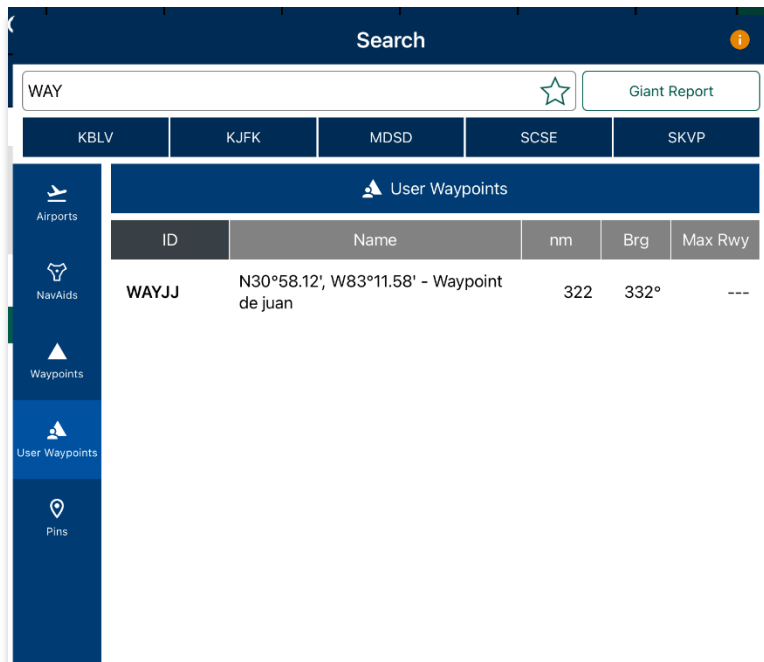 Search
WAY
Giant Report
KBLV KJFK MDSD SCSE SKVP
Airports
NavAids
Waypoints
User Waypoints
Pins
User Waypoints
ID Name nm Brg Max Rwy
WAYJJ N30°58.12', W83°11.58' - Waypoint 322 332° ---
de juan